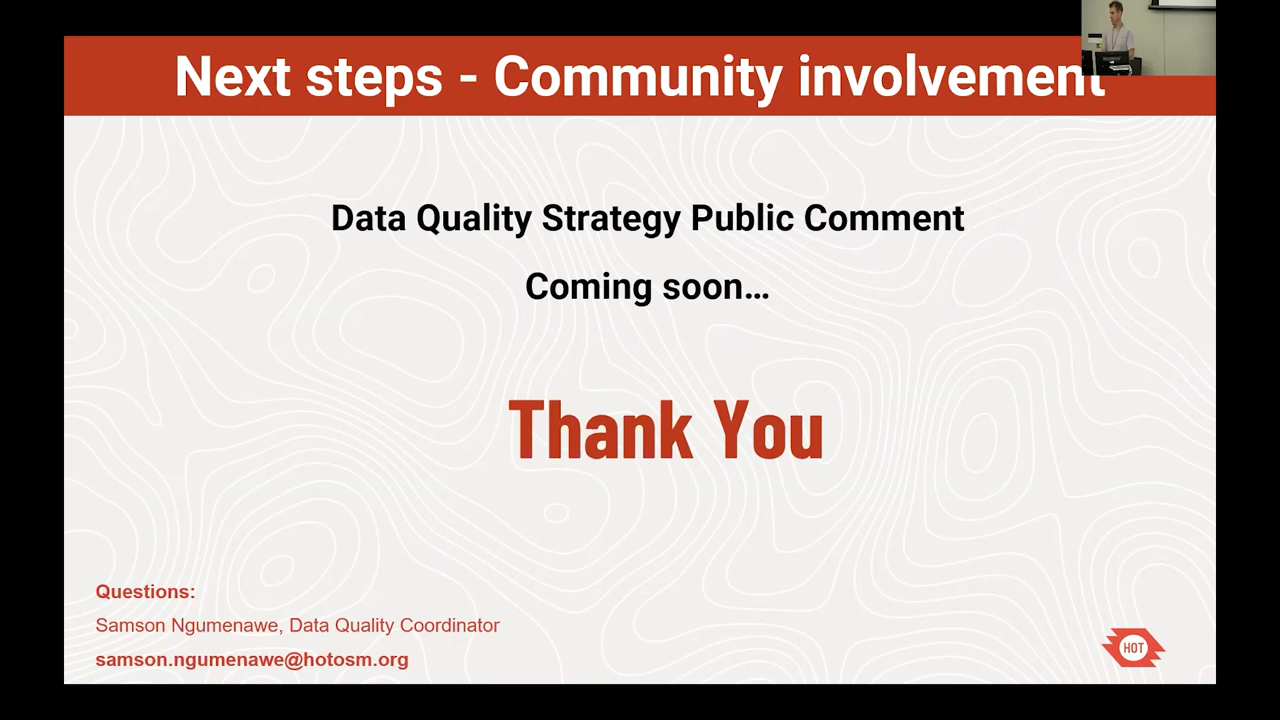 Next steps - Community involvement
Data Quality Strategy Public Comment
Coming soon…
Thank You
Questions:
Samson Ngumenawe, Data Quality Coordinator
samson.ngumenawe@hotosm.org
HOT